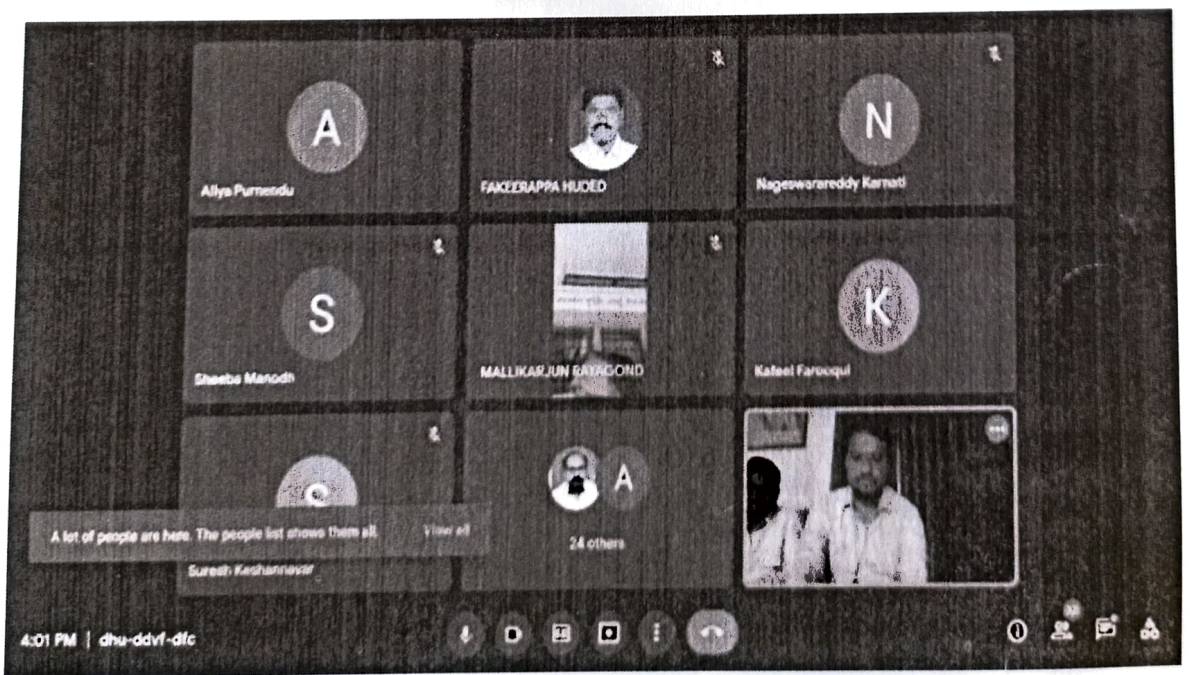 A
Aliya Purnendu
FAKEERAPPA HUDED
N
Nageswarareddy Karnati
S
Sheeba Manodh
MALLIKARJUN RAYAGOND
K
Kafeel Farooqui
S
A lot of people are here. The people list shows them all. View all
Suresh Keshannavar
A
24 others
4:01 PM | dhu-ddvf-dfc